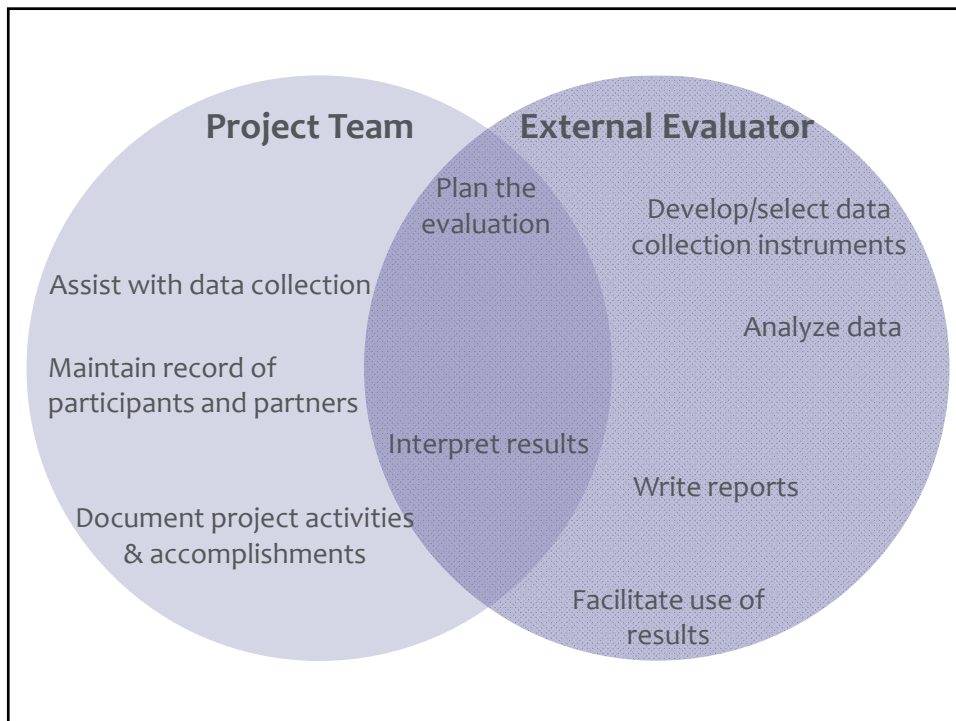 Project Team
External Evaluator
Plan the
evaluation
Develop/select data
collection instruments
Assist with data collection
Analyze data
Maintain record of
participants and partners
Interpret results
Write reports
Document project activities
& accomplishments
Facilitate use of
results